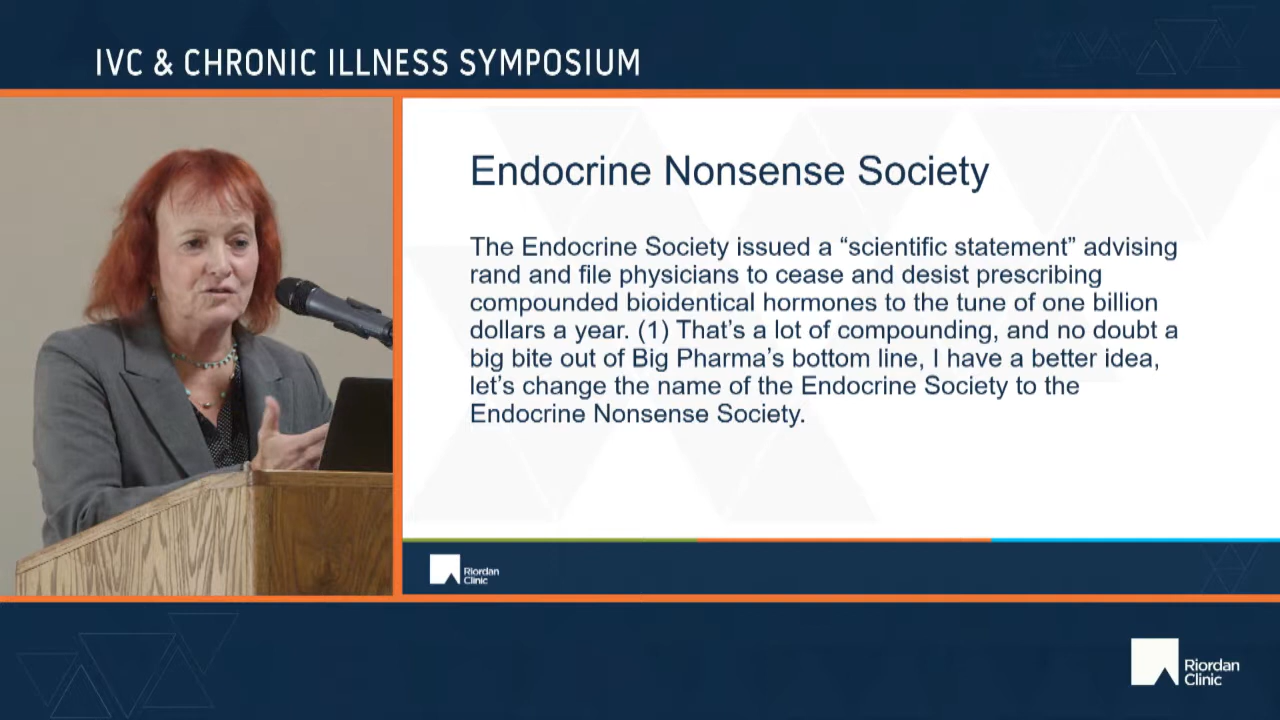 IVC & CHRONIC ILLNESS SYMPOSIUM
Endocrine Nonsense Society
The Endocrine Society issued a “scientific statement” advising
rand and file physicians to cease and desist prescribing
compounded bioidentical hormones to the tune of one billion
dollars a year. (1) That’s a lot of compounding, and no doubt a
big bite out of Big Pharma’s bottom line, I have a better idea,
let’s change the name of the Endocrine Society to the
Endocrine Nonsense Society.
Riordan
Clinic
Riordan
Clinic